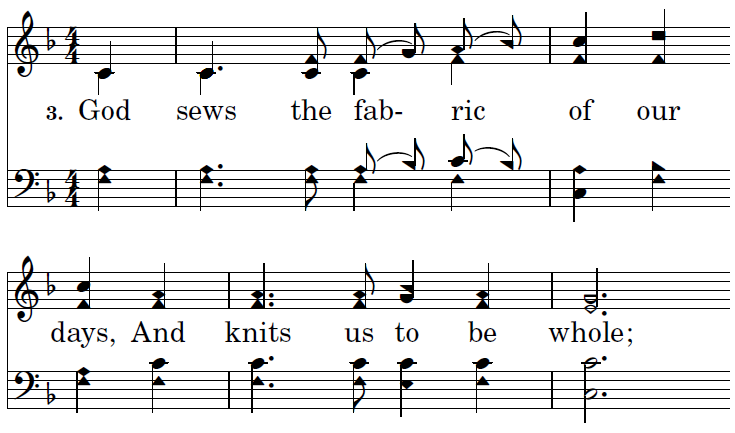 3. God sews the fab- ric of our
days, And knits us to be whole;